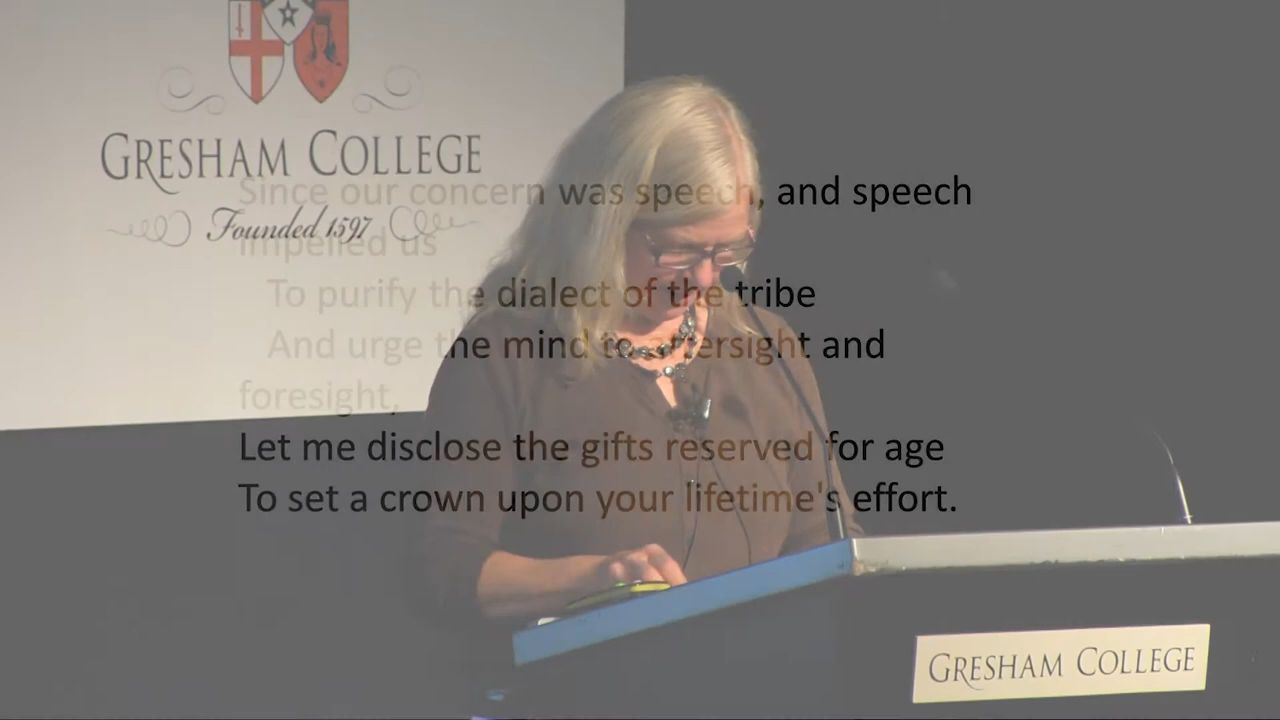 GRESHAM COLLEGE
Founded 1597
Since our concern was speech, and speech
impelled us
To purify the dialect of the tribe
And urge the mind to aftersight and
foresight,
Let me disclose the gifts reserved for age
To set a crown upon your lifetime's effort.
GRESHAM COLLEGE